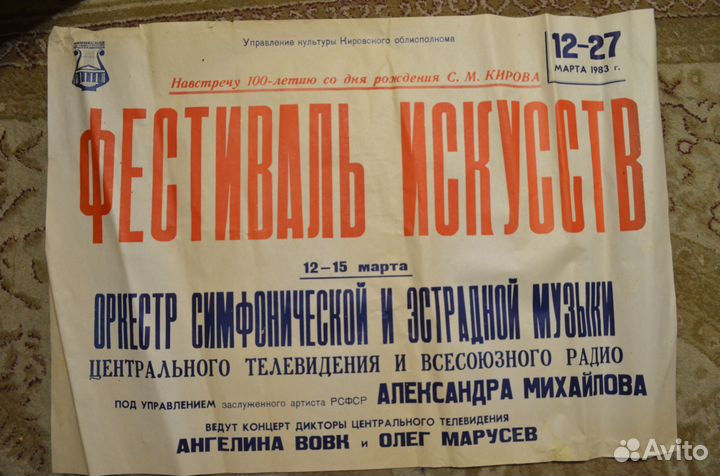 Управление культуры Кировского облисполкома
12–27
МАРТА 1983 г.
Навстречу 100-летию со дня рождения С. М. КИРОВА
ФЕСТИВАЛЬ ИСКУССТВ
12–15 марта
ОРКЕСТР СИМФОНИЧЕСКОЙ И ЭСТРАДНОЙ МУЗЫКИ
ЦЕНТРАЛЬНОГО ТЕЛЕВИДЕНИЯ И ВСЕСОЮЗНОГО РАДИО
ПОД УПРАВЛЕНИЕМ заслуженного артиста РСФСР АЛЕКСАНДРА МИХАЙЛОВА
ВЕДУТ КОНЦЕРТ ДИКТОРЫ ЦЕНТРАЛЬНОГО ТЕЛЕВИДЕНИЯ
АНГЕЛИНА ВОВК и ОЛЕГ МАРУСЕВ
Avito